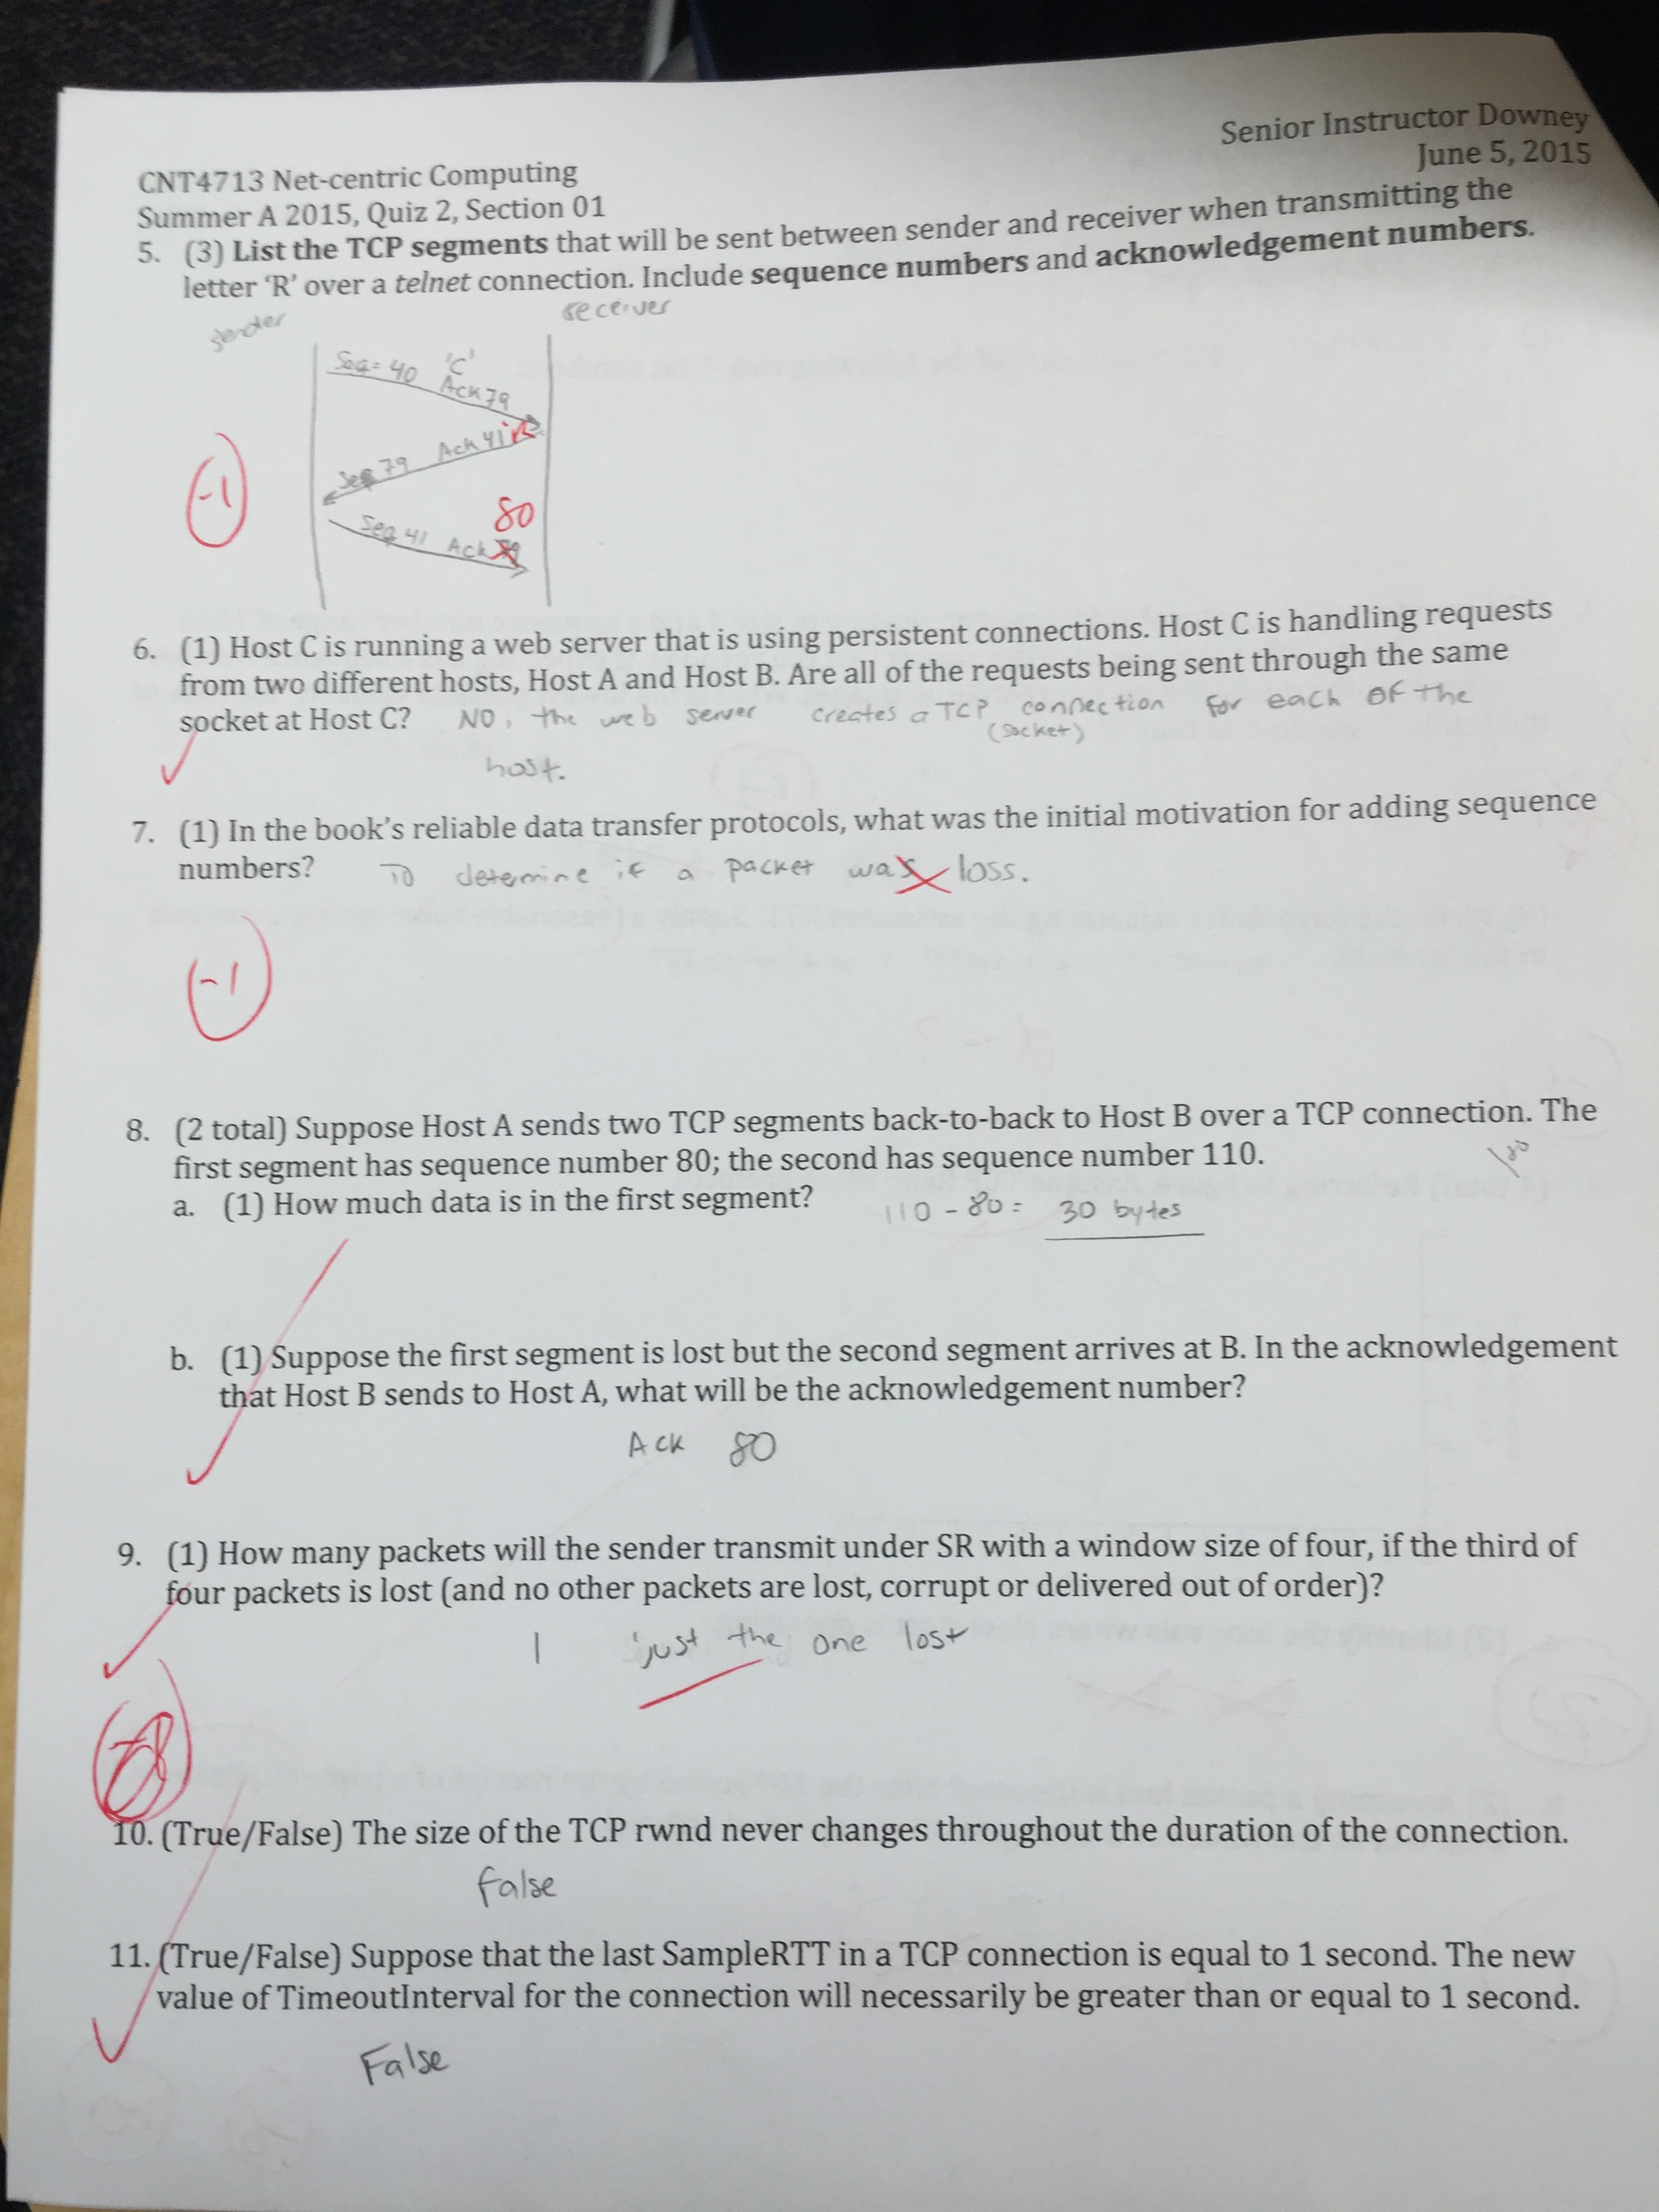 Senior Instructor Downey
June 5, 2015
CNT4713 Net-centric Computing
Summer A 2015, Quiz 2, Section 01
5. (3) List the TCP segments that will be sent between sender and receiver when transmitting the
letter ‘R’ over a telnet connection. Include sequence numbers and acknowledgement numbers.
sender receiver
Seq= 40 'C'
Ack 79
Ack 41
Seq 79
-1
80
Seq 41 Ack
6. (1) Host C is running a web server that is using persistent connections. Host C is handling requests
from two different hosts, Host A and Host B. Are all of the requests being sent through the same
socket at Host C? NO, the web server creates a TCP connection for each of the
(socket)
host.
7. (1) In the book’s reliable data transfer protocols, what was the initial motivation for adding sequence
numbers? To determine if a packet was loss.
-1
8. (2 total) Suppose Host A sends two TCP segments back-to-back to Host B over a TCP connection. The
first segment has sequence number 80; the second has sequence number 110.
a. (1) How much data is in the first segment? 110 - 80 = 30 bytes
b. (1) Suppose the first segment is lost but the second segment arrives at B. In the acknowledgement
that Host B sends to Host A, what will be the acknowledgement number?
Ack 80
9. (1) How many packets will the sender transmit under SR with a window size of four, if the third of
four packets is lost (and no other packets are lost, corrupt or delivered out of order)?
1 just the one lost
10. (True/False) The size of the TCP rwnd never changes throughout the duration of the connection.
false
11. (True/False) Suppose that the last SampleRTT in a TCP connection is equal to 1 second. The new
value of TimeoutInterval for the connection will necessarily be greater than or equal to 1 second.
False